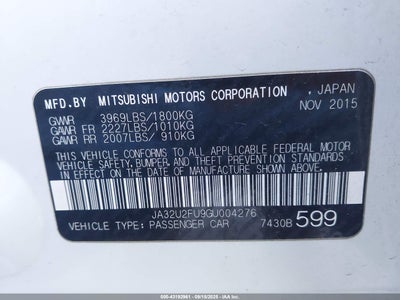 MFD.BY MITSUBISHI MOTORS CORPORATION, JAPAN
GVWR 3969LBS/1800KG NOV 2015
GAWR FR 2227LBS/1010KG
GAWR RR 2007LBS/ 910KG
THIS VEHICLE CONFORMS TO ALL APPLICABLE FEDERAL MOTOR
VEHICLE SAFETY, BUMPER, AND THEFT PREVENTION STANDARDS
IN EFFECT ON THE DATE OF MANUFACTURE SHOWN ABOVE.
JA32U2FU9GU004276
VEHICLE TYPE: PASSENGER CAR 7430B 599